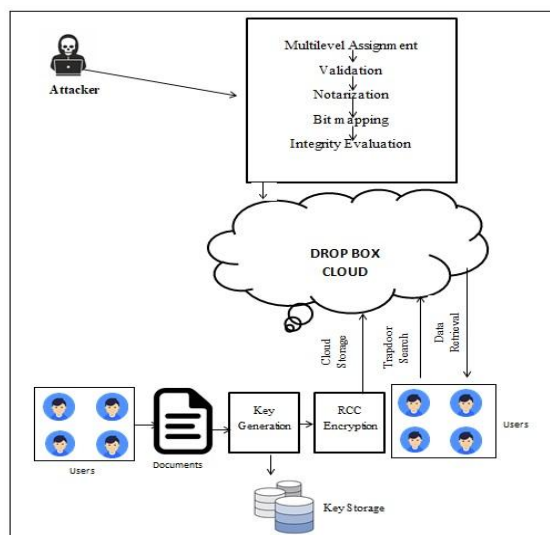 Attacker
Multilevel Assignment
Validation
Notarization
Bit mapping
Integrity Evaluation
DROP BOX
CLOUD
Cloud
Storage
Trapdoor
Search
Data
Retrieval
Users
Documents
Key
Generation
RCC
Encryption
Users
Key Storage